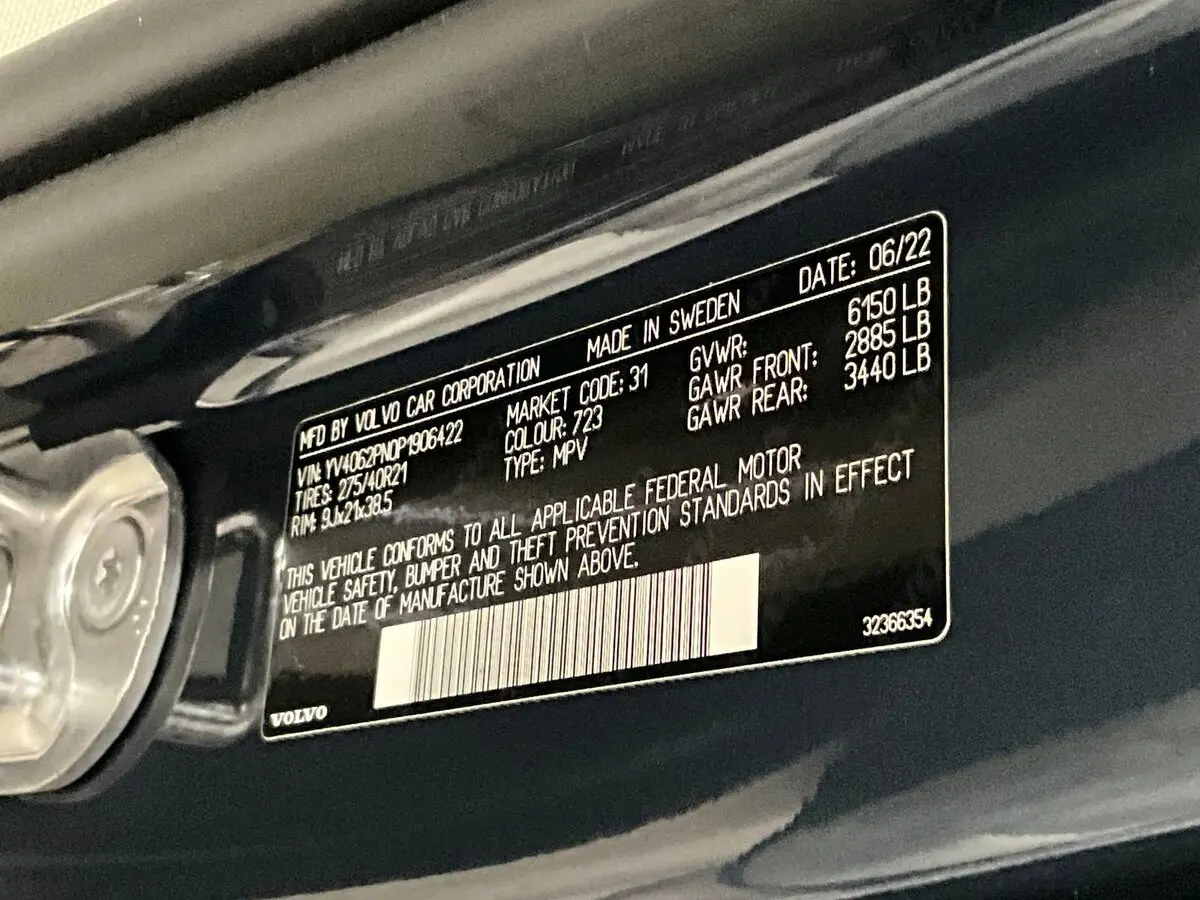 MFD BY VOLVO CAR CORPORATION MADE IN SWEDEN DATE: 06/22
VIN: YV4062PN0P1906422 MARKET CODE: 31 GVWR: 6150 LB
TIRES: 275/40R21 COLOUR: 723 GAWR FRONT: 2885 LB
RIM: 9Jx21x38.5 TYPE: MPV GAWR REAR: 3440 LB
THIS VEHICLE CONFORMS TO ALL APPLICABLE FEDERAL MOTOR
VEHICLE SAFETY, BUMPER AND THEFT PREVENTION STANDARDS IN EFFECT
ON THE DATE OF MANUFACTURE SHOWN ABOVE.
32366354
VOLVO